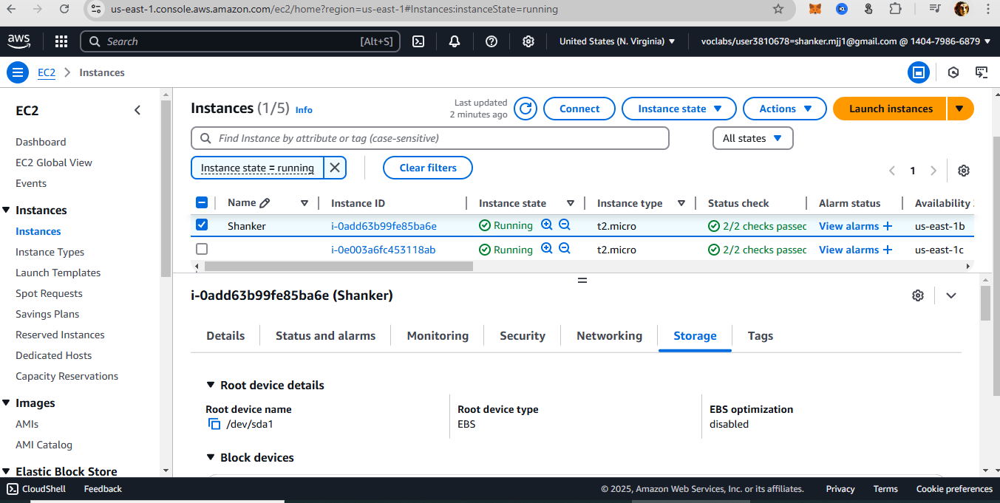 us-east-1.console.aws.amazon.com/ec2/home?region=us-east-1#Instances:instanceState=running
aws
Search [Alt+S] United States (N. Virginia) voclabs/user3810678=shanker.mjj1@gmail.com @ 1404-7986-6879
EC2 Instances
EC2
Dashboard
EC2 Global View
Events
Instances
Instances
Instance Types
Launch Templates
Spot Requests
Savings Plans
Reserved Instances
Dedicated Hosts
Capacity Reservations
Images
AMIs
AMI Catalog
Elastic Block Store
Instances (1/5) Info
Last updated
2 minutes ago
Connect Instance state Actions Launch instances
Find Instance by attribute or tag (case-sensitive) All states
Instance state = running Clear filters
1
Name Instance ID Instance state Instance type Status check Alarm status Availability
Shanker i-0add63b99fe85ba6e Running t2.micro 2/2 checks passec View alarms + us-east-1b
i-0e003a6fc453118ab Running t2.micro 2/2 checks passec View alarms + us-east-1c
i-0add63b99fe85ba6e (Shanker)
Details Status and alarms Monitoring Security Networking Storage Tags
Root device details
Root device name Root device type EBS optimization
/dev/sda1 EBS disabled
Block devices
CloudShell Feedback © 2025, Amazon Web Services, Inc. or its affiliates. Privacy Terms Cookie preferences